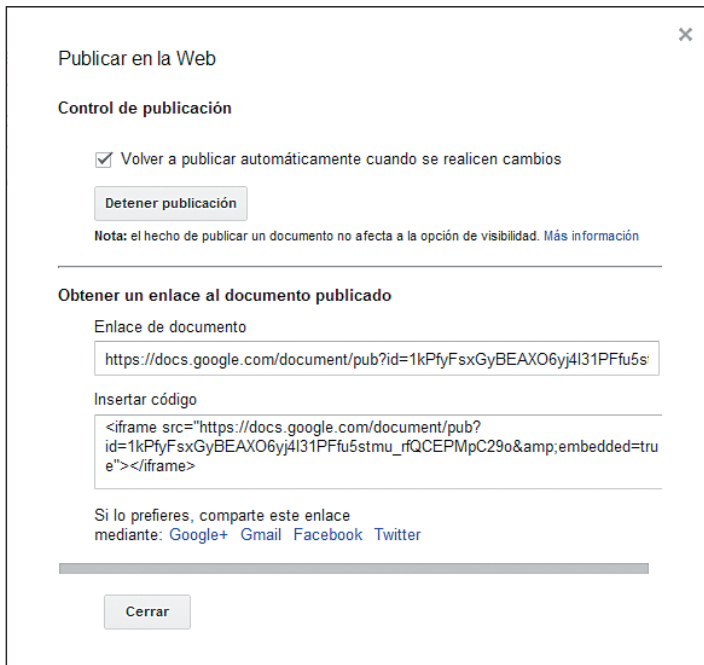 Publicar en la Web
Control de publicación
Volver a publicar automáticamente cuando se realicen cambios
Detener publicación
Nota: el hecho de publicar un documento no afecta a la opción de visibilidad. Más información
Obtener un enlace al documento publicado
Enlace de documento
https://docs.google.com/document/pub?id=1kPfyFsxGyBEAXO6yj4l31PFfu5st
Insertar código
<iframe src="https://docs.google.com/document/pub?
id=1kPfyFsxGyBEAXO6yj4l31PFfu5stmu_rfQCEPMpC29o&amp;embedded=tru
e"></iframe>
Si lo prefieres, comparte este enlace
mediante: Google+ Gmail Facebook Twitter
Cerrar